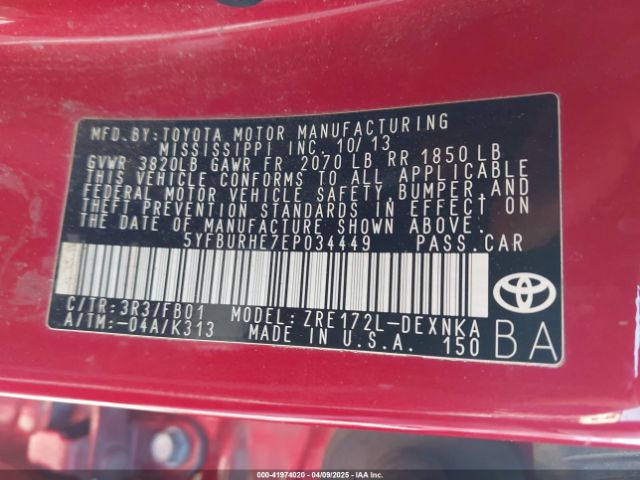 MFD. BY: TOYOTA MOTOR MANUFACTURING
MISSISSIPPI INC. 10/13
GVWR 3820LB GAWR FR 2070 LB RR 1850 LB
THIS VEHICLE CONFORMS TO ALL APPLICABLE
FEDERAL MOTOR VEHICLE SAFETY, BUMPER, AND
THEFT PREVENTION STANDARDS IN EFFECT ON
THE DATE OF MANUFACTURE SHOWN ABOVE.
5YFBURHE7EP034449 PASS.CAR
C/TR: 3R3/FB01 MODEL: ZRE172L-DEXNKA
A/TM: -04A/K313 MADE IN U.S.A. 150
BA
00-41974020 04/09/2025 IAAI.COM